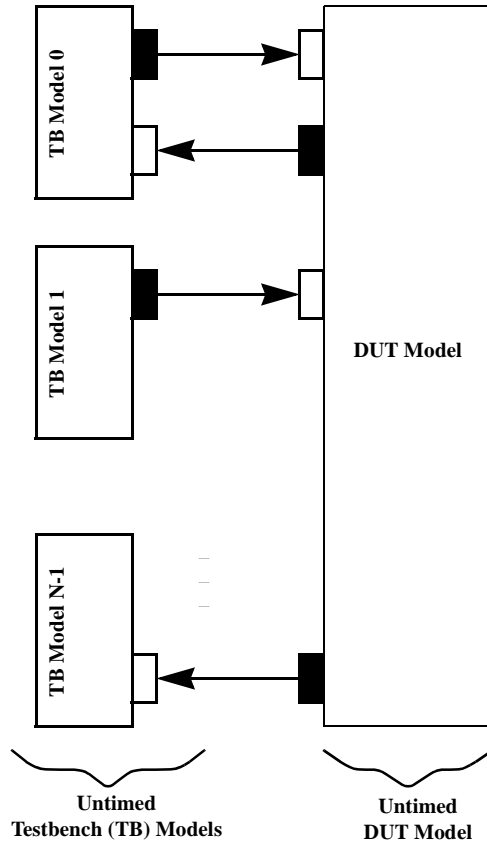 TB Model 0
TB Model 1
DUT Model
TB Model N-1
Untimed
Testbench (TB) Models
Untimed
DUT Model